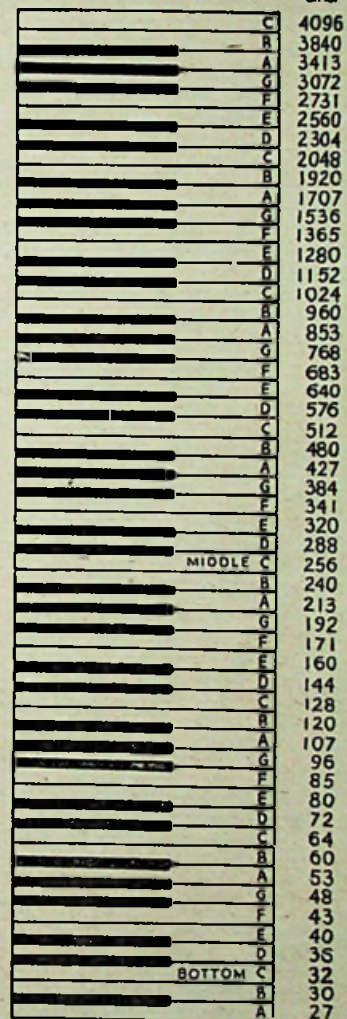 and
C 4096
B 3840
A 3413
G 3072
F 2731
E 2560
D 2304
C 2048
B 1920
A 1707
G 1536
F 1365
E 1280
D 1152
C 1024
B 960
A 853
G 768
F 683
E 640
D 576
C 512
B 480
A 427
G 384
F 341
E 320
D 288
MIDDLE C 256
B 240
A 213
G 192
F 171
E 160
D 144
C 128
B 120
A 107
G 96
F 85
E 80
D 72
C 64
B 60
A 53
G 48
F 43
E 40
D 36
BOTTOM C 32
B 30
A 27